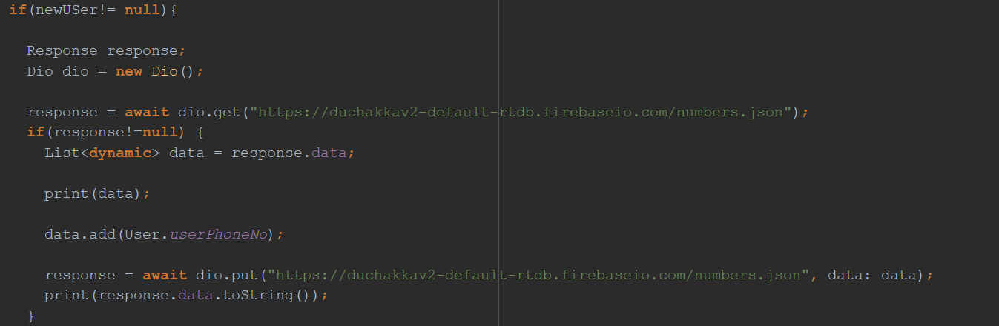 if(newUSer!= null){
Response response;
Dio dio = new Dio();
response = await dio.get("https://duchakkav2-default-rtdb.firebaseio.com/numbers.json");
if(response!=null) {
List<dynamic> data = response.data;
print(data);
data.add(User.userPhoneNo);
response = await dio.put("https://duchakkav2-default-rtdb.firebaseio.com/numbers.json", data: data);
print(response.data.toString());
}